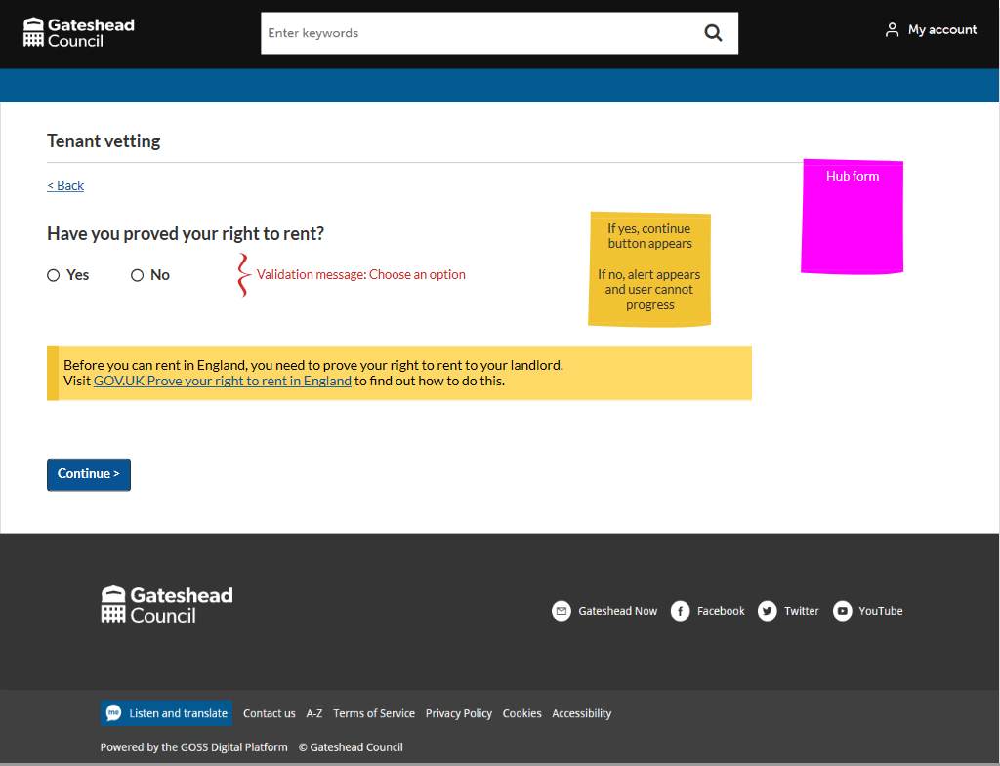 Gateshead
Council
Enter keywords
My account
Tenant vetting
< Back
Hub form
Have you proved your right to rent?
Yes
No
Validation message: Choose an option
If yes, continue
button appears
If no, alert appears
and user cannot
progress
Before you can rent in England, you need to prove your right to rent to your landlord.
Visit GOV.UK Prove your right to rent in England to find out how to do this.
Continue >
Gateshead
Council
Gateshead Now
Facebook
Twitter
YouTube
me Listen and translate
Contact us
A-Z
Terms of Service
Privacy Policy
Cookies
Accessibility
Powered by the GOSS Digital Platform
© Gateshead Council